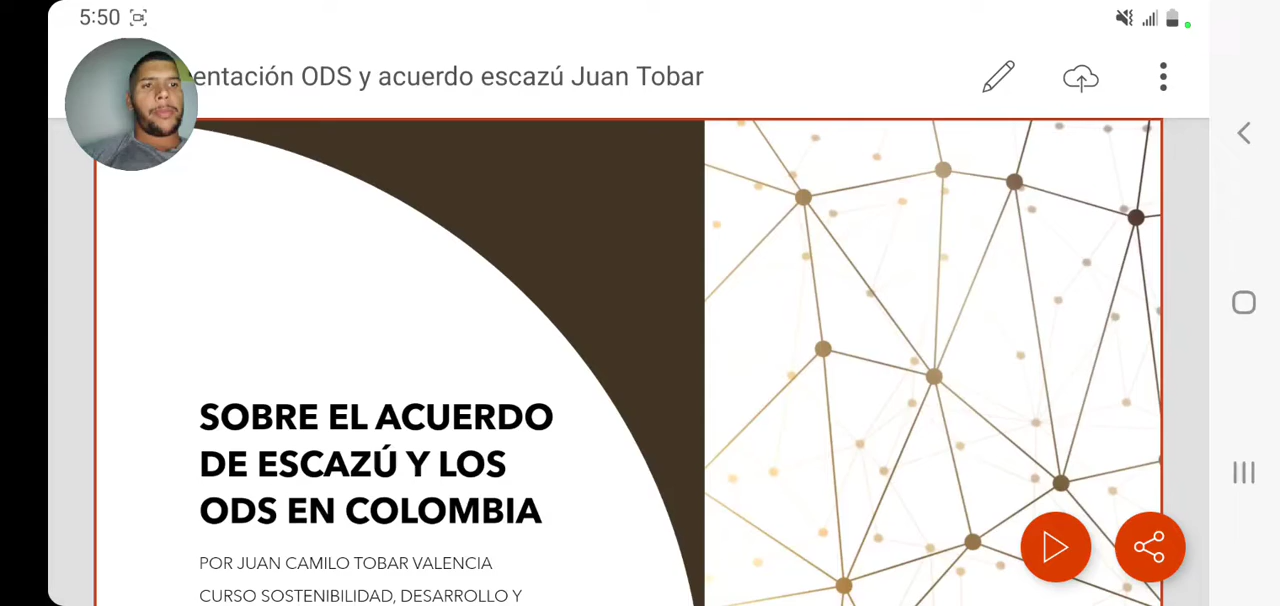 5:50
entación ODS y acuerdo escazú Juan Tobar
SOBRE EL ACUERDO
DE ESCAZÚ Y LOS
ODS EN COLOMBIA
POR JUAN CAMILO TOBAR VALENCIA
CURSO SOSTENIBILIDAD, DESARROLLO Y